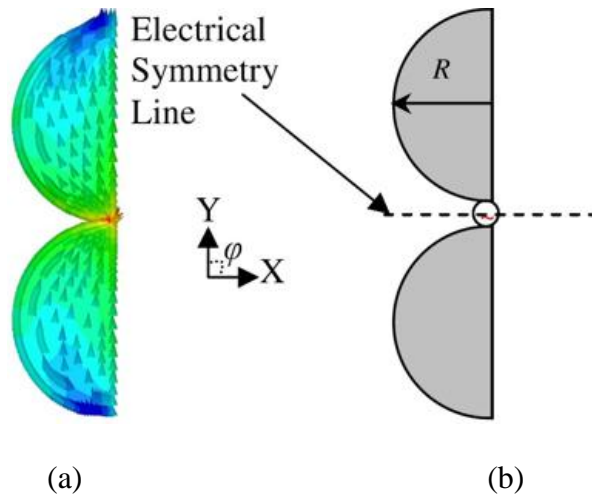 Electrical
Symmetry
Line
R
Y
φ
X
~
(a)
(b)